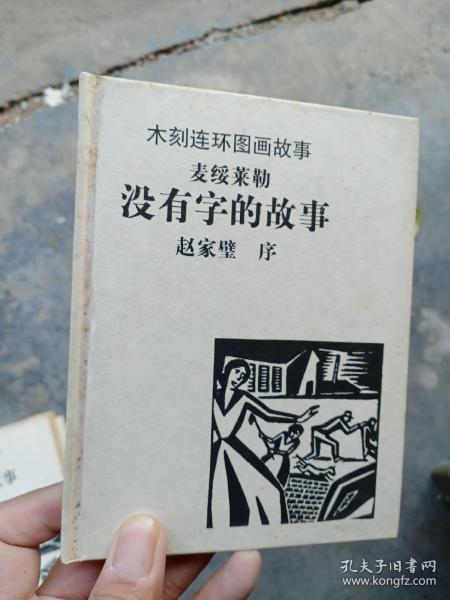 木刻连环图画故事
麦绥莱勒
没有字的故事
赵家璧 序
事
孔夫子旧书网
www.kongfz.com